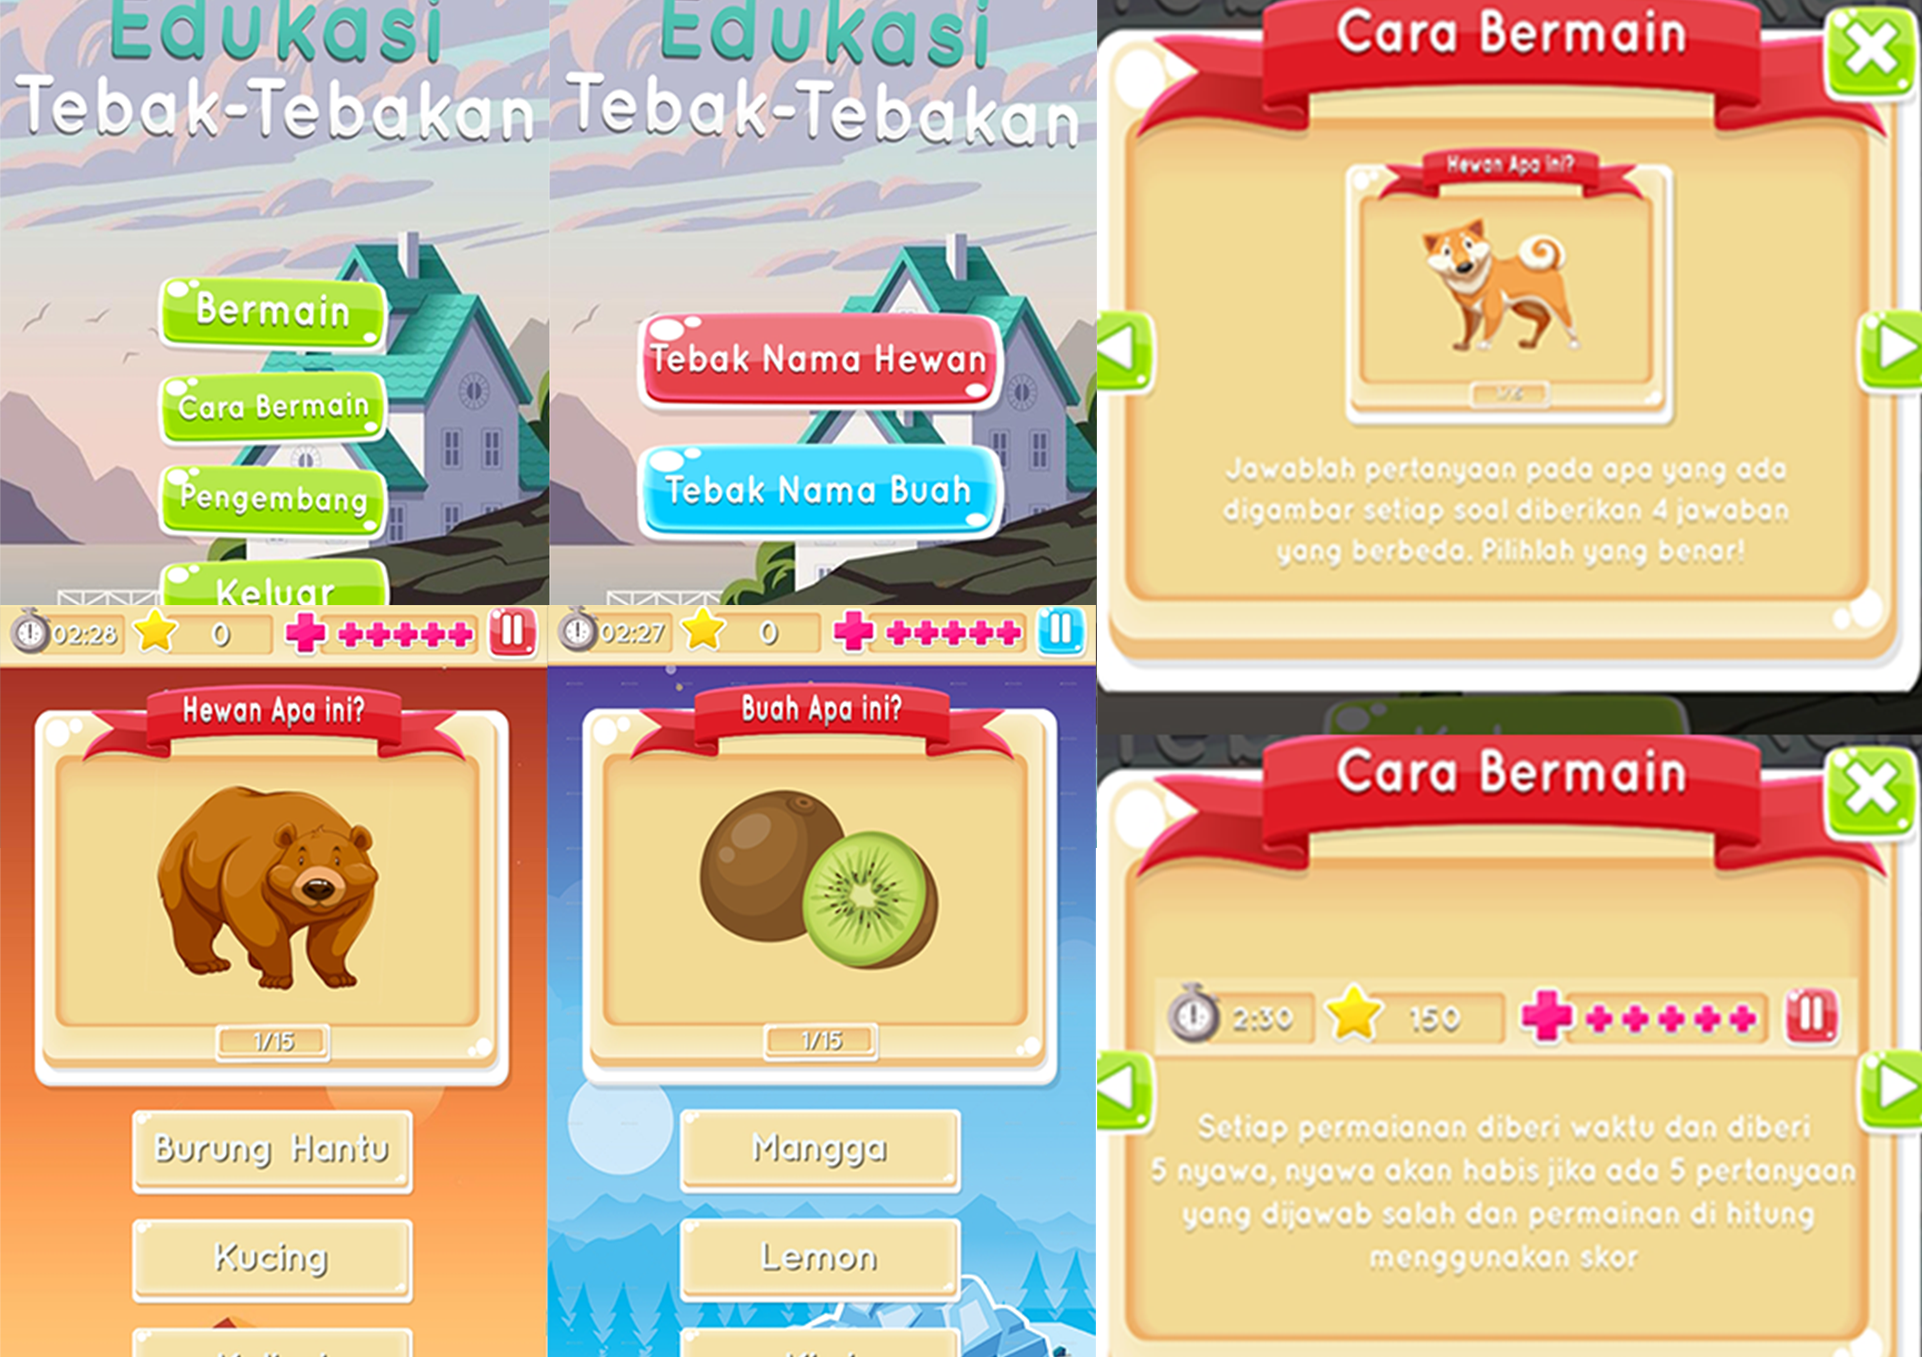 Edukasi
Tebak-Tebakan
Bermain
Cara Bermain
Pengembang
Keluar
Edukasi
Tebak-Tebakan
Tebak Nama Hewan
Tebak Nama Buah
Cara Bermain
Hewan Apa ini?
Jawablah pertanyaan pada apa yang ada
digambar setiap soal diberikan 4 jawaban
yang berbeda. Pilihlah yang benar!
02:28
0
Hewan Apa ini?
1/15
Burung Hantu
Kucing
02:27
0
Buah Apa ini?
1/15
Mangga
Lemon
Cara Bermain
2:30
150
Setiap permaianan diberi waktu dan diberi
5 nyawa, nyawa akan habis jika ada 5 pertanyaan
yang dijawab salah dan permainan di hitung
menggunakan skor